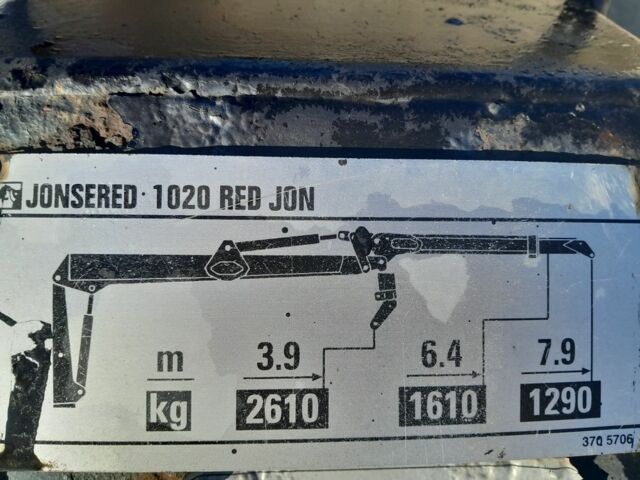 JONSERED · 1020 RED JON
m 3.9 6.4 7.9
kg 2610 1610 1290
370 5706